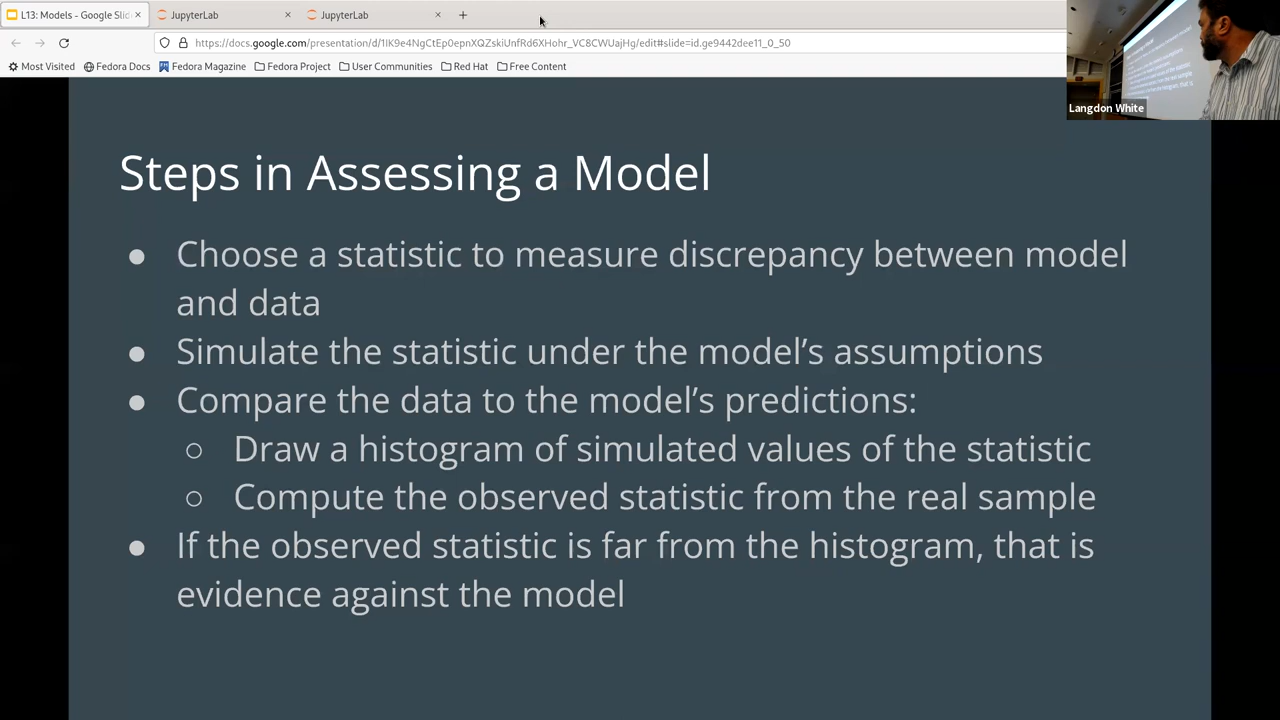 L13: Models - Google Slid
JupyterLab
JupyterLab
https://docs.google.com/presentation/d/1IK9e4NgCtEp0epnXQZskiUnfRd6XHohr_VC8CWUajHg/edit#slide=id.ge9442dee11_0_50
Most Visited Fedora Docs Fedora Magazine Fedora Project User Communities Red Hat Free Content
Langdon White
Steps in Assessing a Model
● Choose a statistic to measure discrepancy between model
and data
● Simulate the statistic under the model’s assumptions
● Compare the data to the model’s predictions:
○ Draw a histogram of simulated values of the statistic
○ Compute the observed statistic from the real sample
● If the observed statistic is far from the histogram, that is
evidence against the model